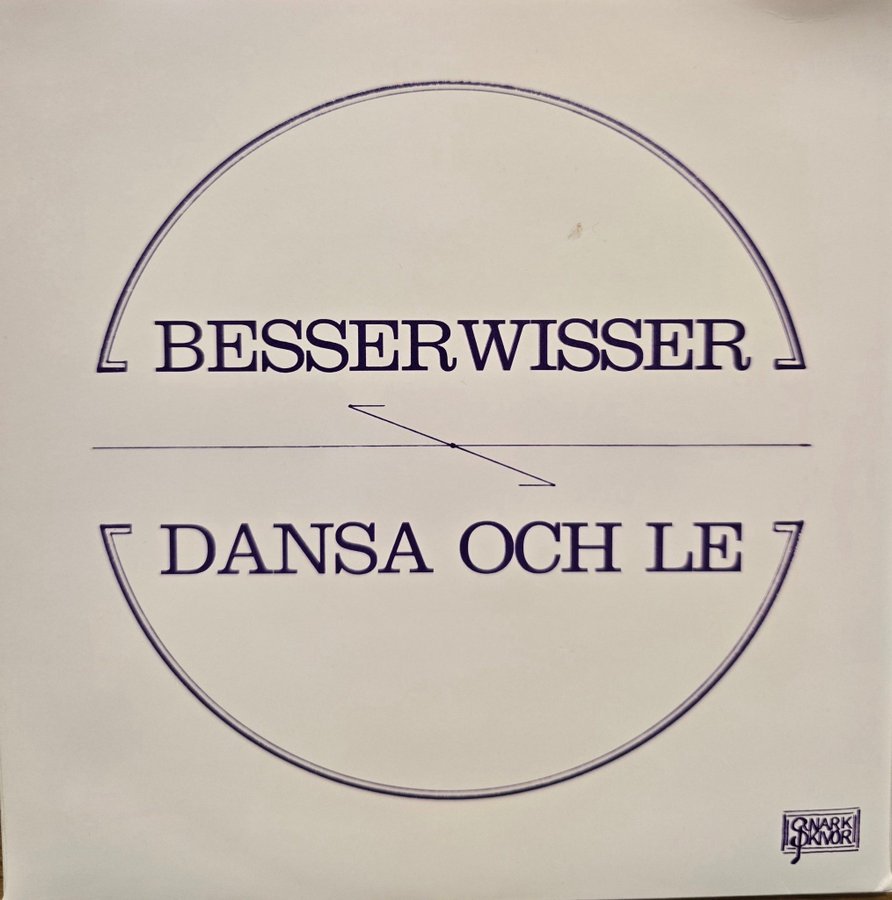 BESSERWISSER
DANSA OCH LE
SNARK
SKIVOR